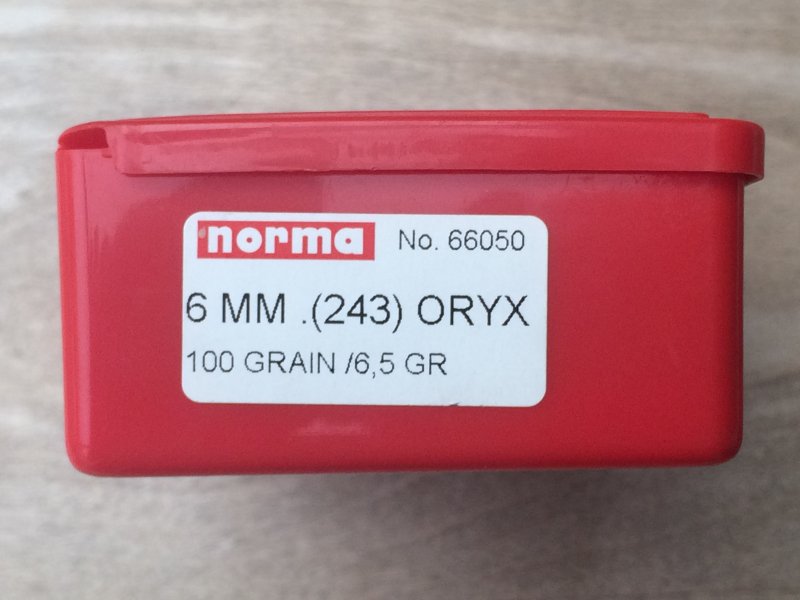 norma No. 66050
6 MM .(243) ORYX
100 GRAIN /6,5 GR